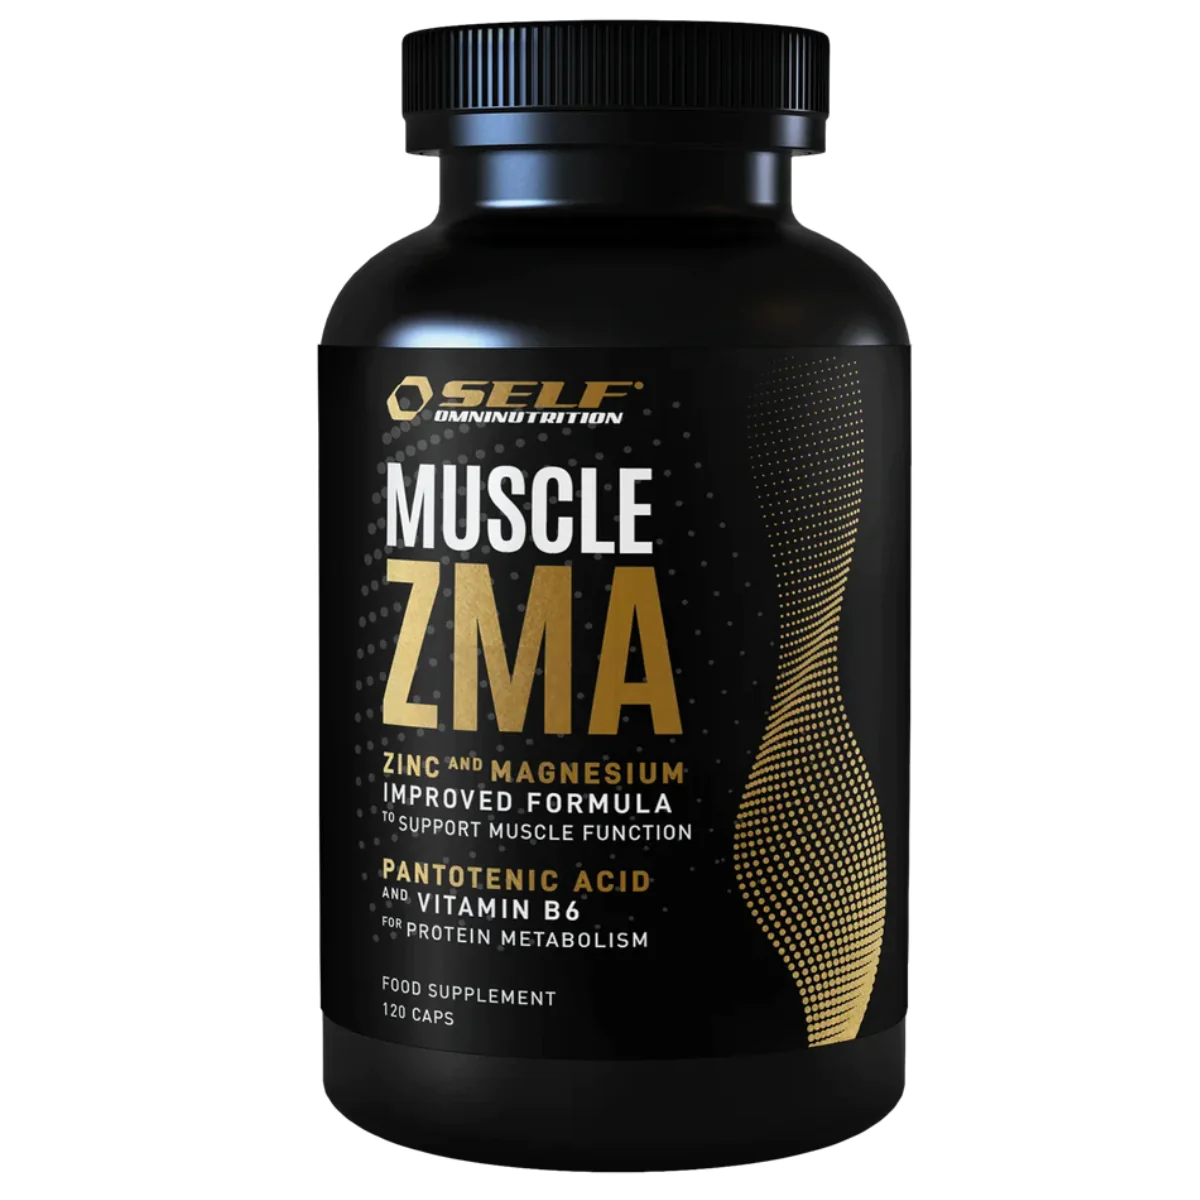 SELF®
OMNINUTRITION
MUSCLE
ZMA
ZINC AND MAGNESIUM
IMPROVED FORMULA
TO SUPPORT MUSCLE FUNCTION
PANTOTENIC ACID
AND VITAMIN B6
FOR PROTEIN METABOLISM
FOOD SUPPLEMENT
120 CAPS